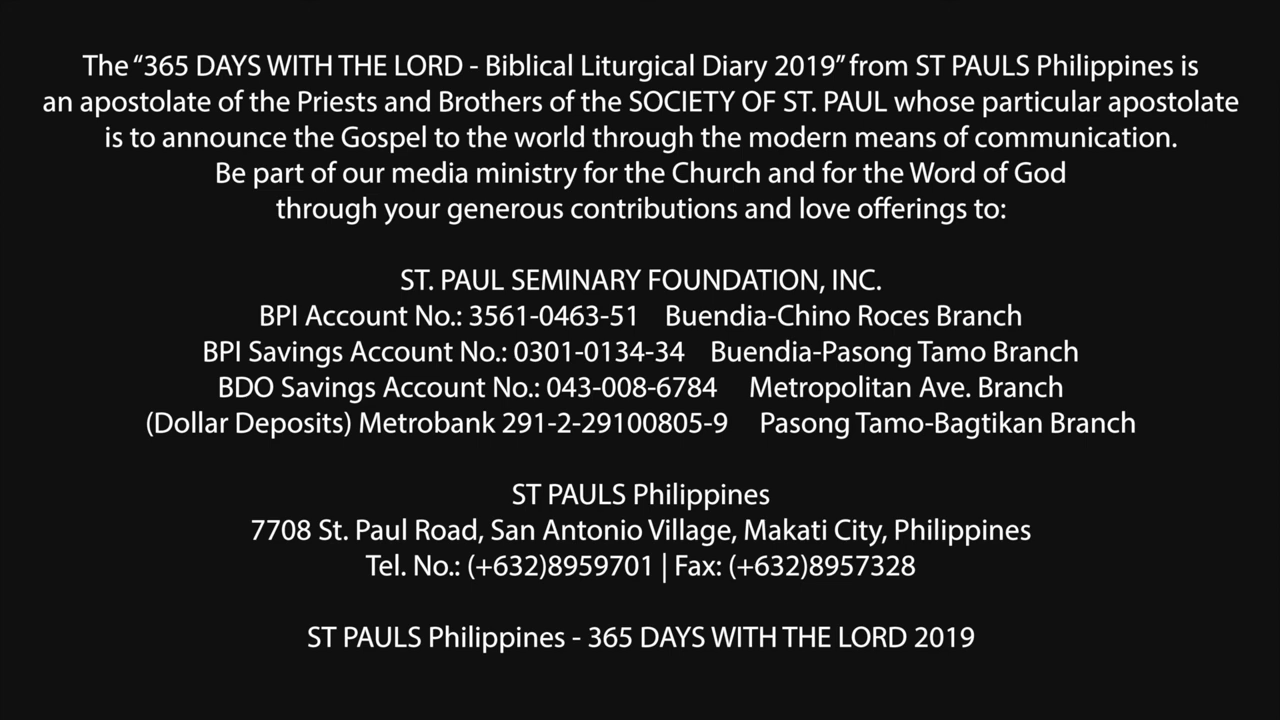 The “365 DAYS WITH THE LORD - Biblical Liturgical Diary 2019” from ST PAULS Philippines is
an apostolate of the Priests and Brothers of the SOCIETY OF ST. PAUL whose particular apostolate
is to announce the Gospel to the world through the modern means of communication.
Be part of our media ministry for the Church and for the Word of God
through your generous contributions and love offerings to:
ST. PAUL SEMINARY FOUNDATION, INC.
BPI Account No.: 3561-0463-51 Buendia-Chino Roces Branch
BPI Savings Account No.: 0301-0134-34 Buendia-Pasong Tamo Branch
BDO Savings Account No.: 043-008-6784 Metropolitan Ave. Branch
(Dollar Deposits) Metrobank 291-2-29100805-9 Pasong Tamo-Bagtikan Branch
ST PAULS Philippines
7708 St. Paul Road, San Antonio Village, Makati City, Philippines
Tel. No.: (+632)8959701 | Fax: (+632)8957328
ST PAULS Philippines - 365 DAYS WITH THE LORD 2019